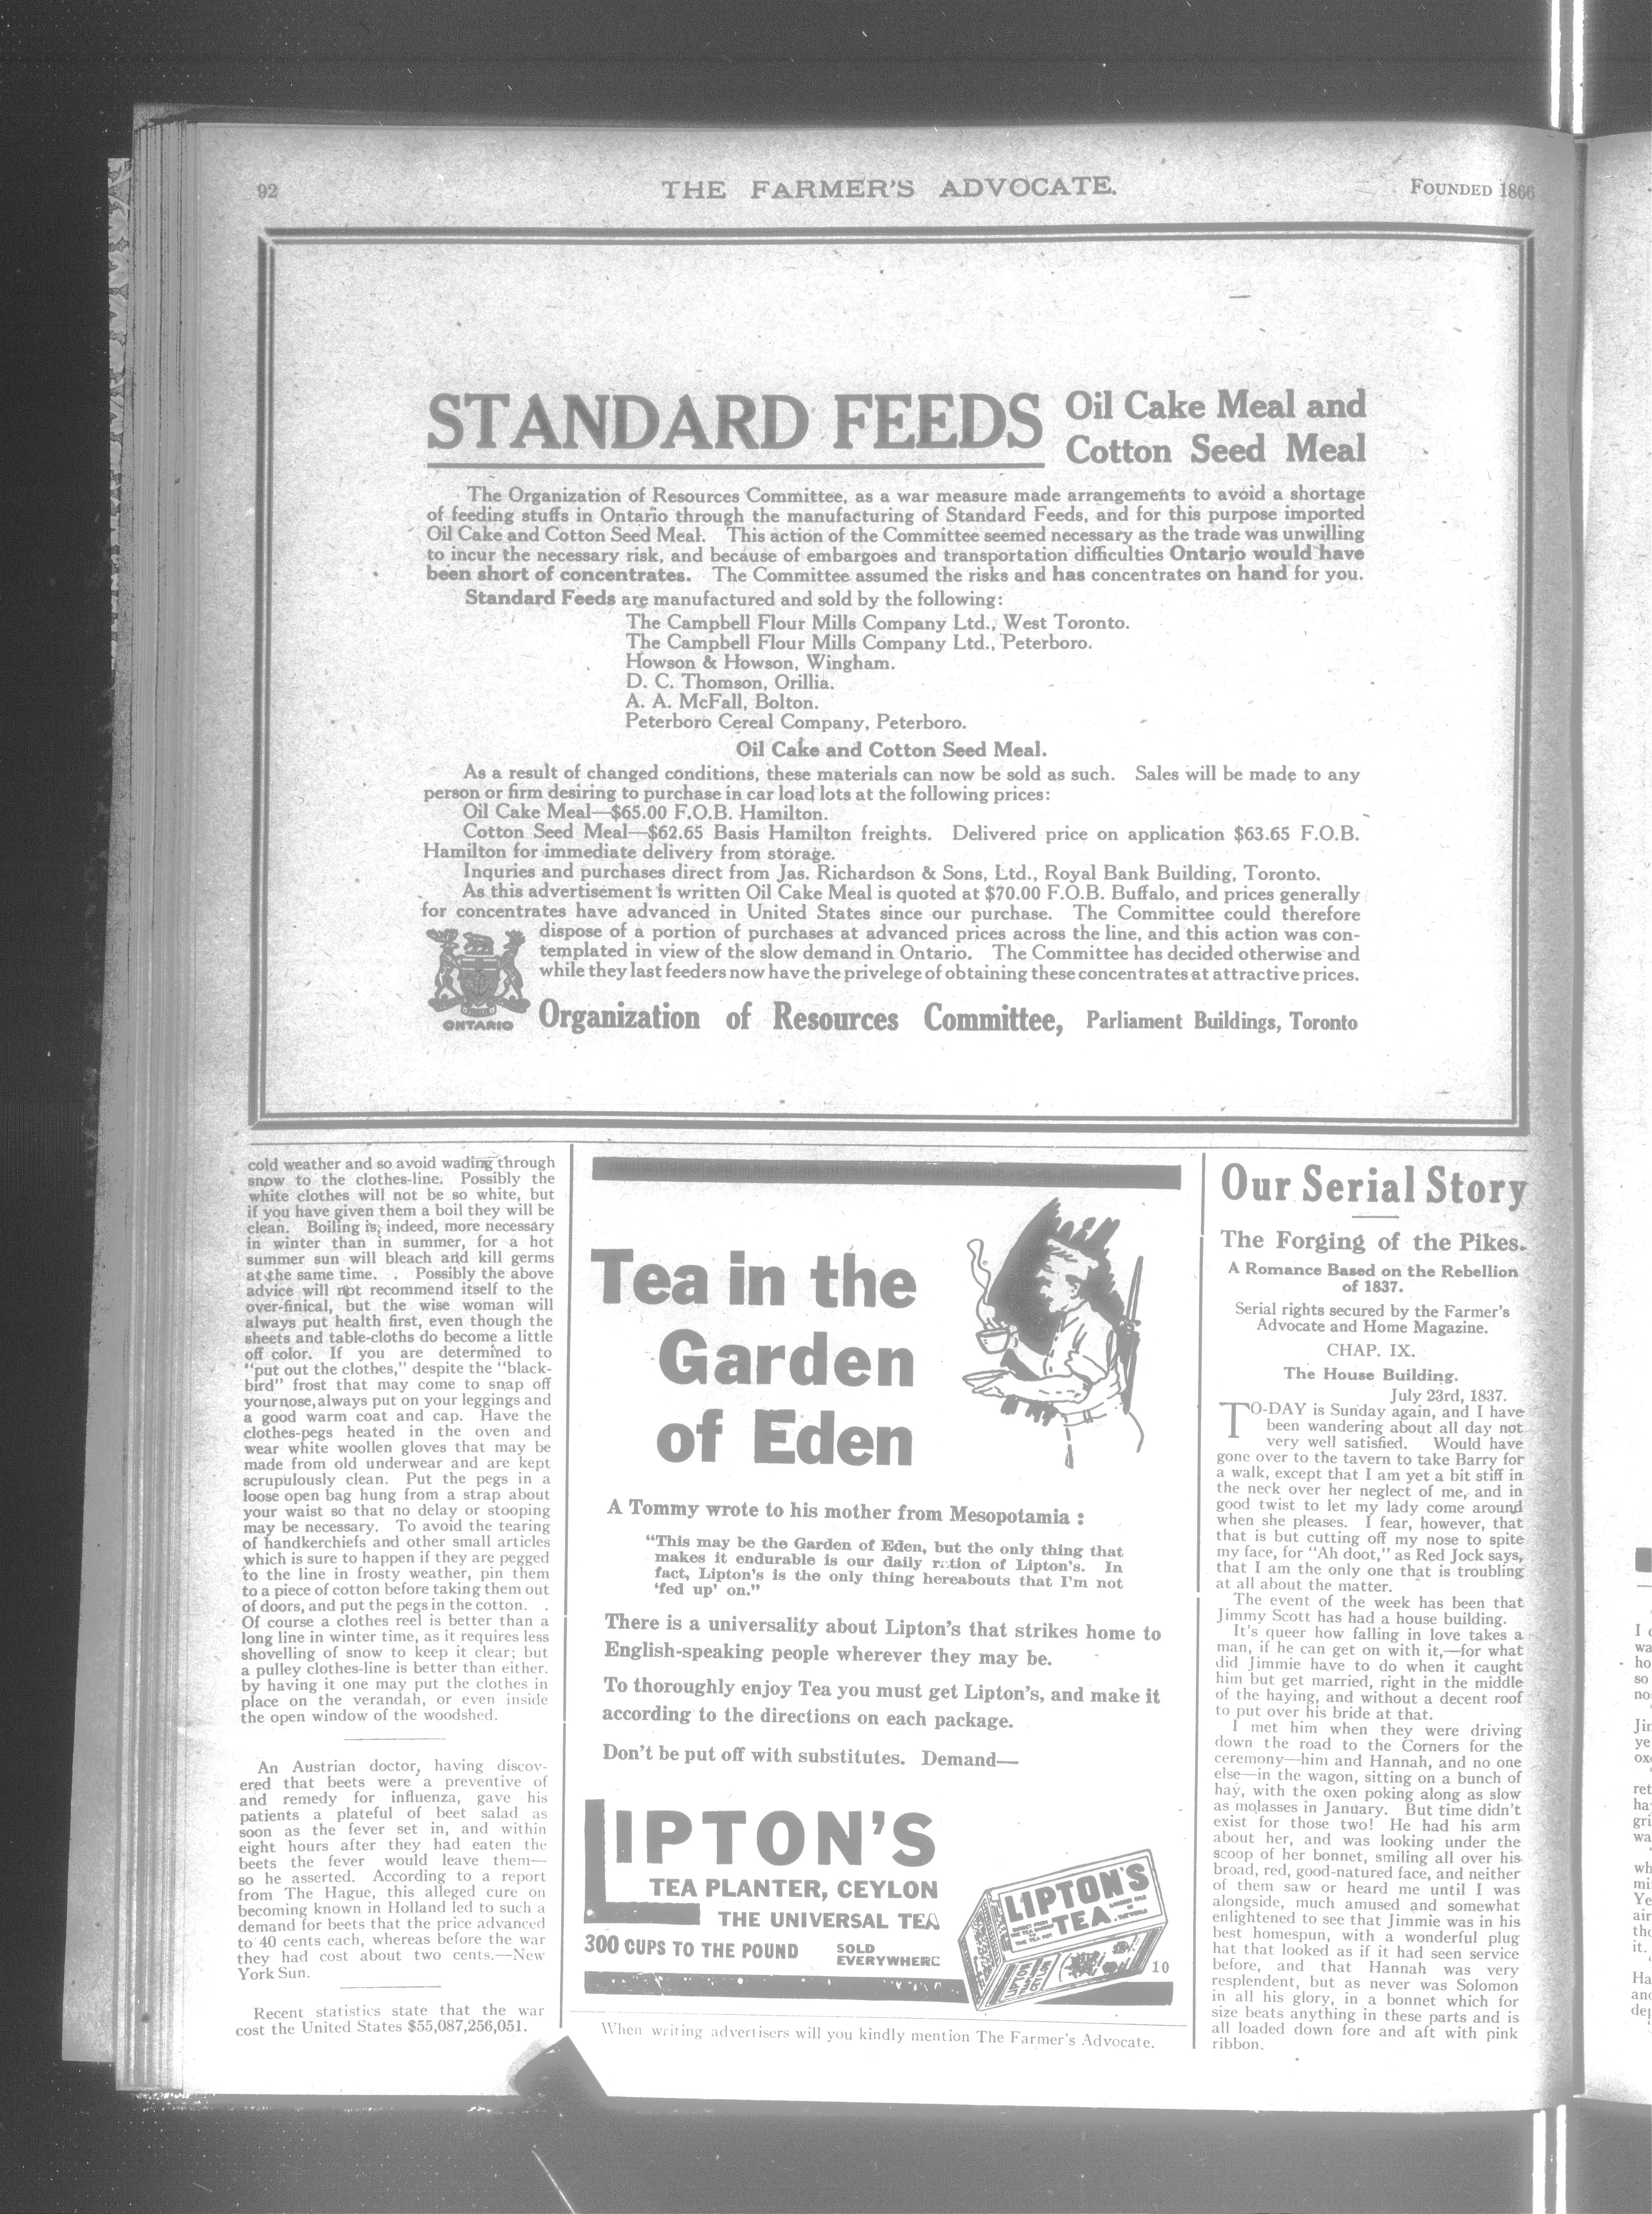 92
THE FARMER'S ADVOCATE.
FOUNDED 1866
STANDARD FEEDS
Oil Cake Meal and
Cotton Seed Meal
The Organization of Resources Committee, as a war measure made arrangements to avoid a shortage
of feeding stuffs in Ontario through the manufacturing of Standard Feeds, and for this purpose imported
Oil Cake and Cotton Seed Meal. This action of the Committee seemed necessary as the trade was unwilling
to incur the necessary risk, and because of embargoes and transportation difficulties Ontario would have
been short of concentrates. The Committee assumed the risks and has concentrates on hand for you.
Standard Feeds are manufactured and sold by the following:
The Campbell Flour Mills Company Ltd., West Toronto.
The Campbell Flour Mills Company Ltd., Peterboro.
Howson & Howson, Wingham.
D. C. Thomson, Orillia.
A. A. McFall, Bolton.
Peterboro Cereal Company, Peterboro.
Oil Cake and Cotton Seed Meal.
As a result of changed conditions, these materials can now be sold as such. Sales will be made to any
person or firm desiring to purchase in car load lots at the following prices:
Oil Cake Meal—$65.00 F.O.B. Hamilton.
Cotton Seed Meal—$62.65 Basis Hamilton freights. Delivered price on application $63.65 F.O.B.
Hamilton for immediate delivery from storage.
Inquries and purchases direct from Jas. Richardson & Sons, Ltd., Royal Bank Building, Toronto.
As this advertisement is written Oil Cake Meal is quoted at $70.00 F.O.B. Buffalo, and prices generally
for concentrates have advanced in United States since our purchase. The Committee could therefore
dispose of a portion of purchases at advanced prices across the line, and this action was con-
templated in view of the slow demand in Ontario. The Committee has decided otherwise and
while they last feeders now have the privelege of obtaining these concentrates at attractive prices.
ONTARIO
Organization of Resources Committee, Parliament Buildings, Toronto
cold weather and so avoid wading through
snow to the clothes-line. Possibly the
white clothes will not be so white, but
if you have given them a boil they will be
clean. Boiling is, indeed, more necessary
in winter than in summer, for a hot
summer sun will bleach and kill germs
at the same time. . Possibly the above
advice will not recommend itself to the
over-finical, but the wise woman will
always put health first, even though the
sheets and table-cloths do become a little
off color. If you are determined to
"put out the clothes," despite the "black-
bird" frost that may come to snap off
your nose, always put on your leggings and
a good warm coat and cap. Have the
clothes-pegs heated in the oven and
wear white woollen gloves that may be
made from old underwear and are kept
scrupulously clean. Put the pegs in a
loose open bag hung from a strap about
your waist so that no delay or stooping
may be necessary. To avoid the tearing
of handkerchiefs and other small articles
which is sure to happen if they are pegged
to the line in frosty weather, pin them
to a piece of cotton before taking them out
of doors, and put the pegs in the cotton. .
Of course a clothes reel is better than a
long line in winter time, as it requires less
shovelling of snow to keep it clear; but
a pulley clothes-line is better than either.
by having it one may put the clothes in
place on the verandah, or even inside
the open window of the woodshed.
An Austrian doctor, having discov-
ered that beets were a preventive of
and remedy for influenza, gave his
patients a plateful of beet salad as
soon as the fever set in, and within
eight hours after they had eaten the
beets the fever would leave them—
so he asserted. According to a report
from The Hague, this alleged cure on
becoming known in Holland led to such a
demand for beets that the price advanced
to 40 cents each, whereas before the war
they had cost about two cents.—New
York Sun.
Recent statistics state that the war
cost the United States $55,087,256,051.
Tea in the
Garden
of Eden
A Tommy wrote to his mother from Mesopotamia :
"This may be the Garden of Eden, but the only thing that
makes it endurable is our daily ration of Lipton's. In
fact, Lipton's is the only thing hereabouts that I'm not
'fed up' on."
There is a universality about Lipton's that strikes home to
English-speaking people wherever they may be.
To thoroughly enjoy Tea you must get Lipton's, and make it
according to the directions on each package.
Don't be put off with substitutes. Demand—
LIPTON'S
TEA PLANTER, CEYLON
THE UNIVERSAL TEA
300 CUPS TO THE POUND
SOLD
EVERYWHERE
LIPTON'S
TEA
10
When writing advertisers will you kindly mention The Farmer's Advocate.
Our Serial Story
The Forging of the Pikes.
A Romance Based on the Rebellion
of 1837.
Serial rights secured by the Farmer's
Advocate and Home Magazine.
CHAP. IX.
The House Building.
July 23rd, 1837.
TO-DAY is Sunday again, and I have
been wandering about all day not
very well satisfied. Would have
gone over to the tavern to take Barry for
a walk, except that I am yet a bit stiff in
the neck over her neglect of me, and in
good twist to let my lady come around
when she pleases. I fear, however, that
that is but cutting off my nose to spite
my face, for "Ah doot," as Red Jock says,
that I am the only one that is troubling
at all about the matter.
The event of the week has been that
Jimmy Scott has had a house building.
It's queer how falling in love takes a
man, if he can get on with it,—for what
did Jimmie have to do when it caught
him but get married, right in the middle
of the haying, and without a decent roof
to put over his bride at that.
I met him when they were driving
down the road to the Corners for the
ceremony—him and Hannah, and no one
else—in the wagon, sitting on a bunch of
hay, with the oxen poking along as slow
as molasses in January. But time didn't
exist for those two! He had his arm
about her, and was looking under the
scoop of her bonnet, smiling all over his
broad, red, good-natured face, and neither
of them saw or heard me until I was
alongside, much amused and somewhat
enlightened to see that Jimmie was in his
best homespun, with a wonderful plug
hat that looked as if it had seen service
before, and that Hannah was very
resplendent, but as never was Solomon
in all his glory, in a bonnet which for
size beats anything in these parts and is
all loaded down fore and aft with pink
ribbon.